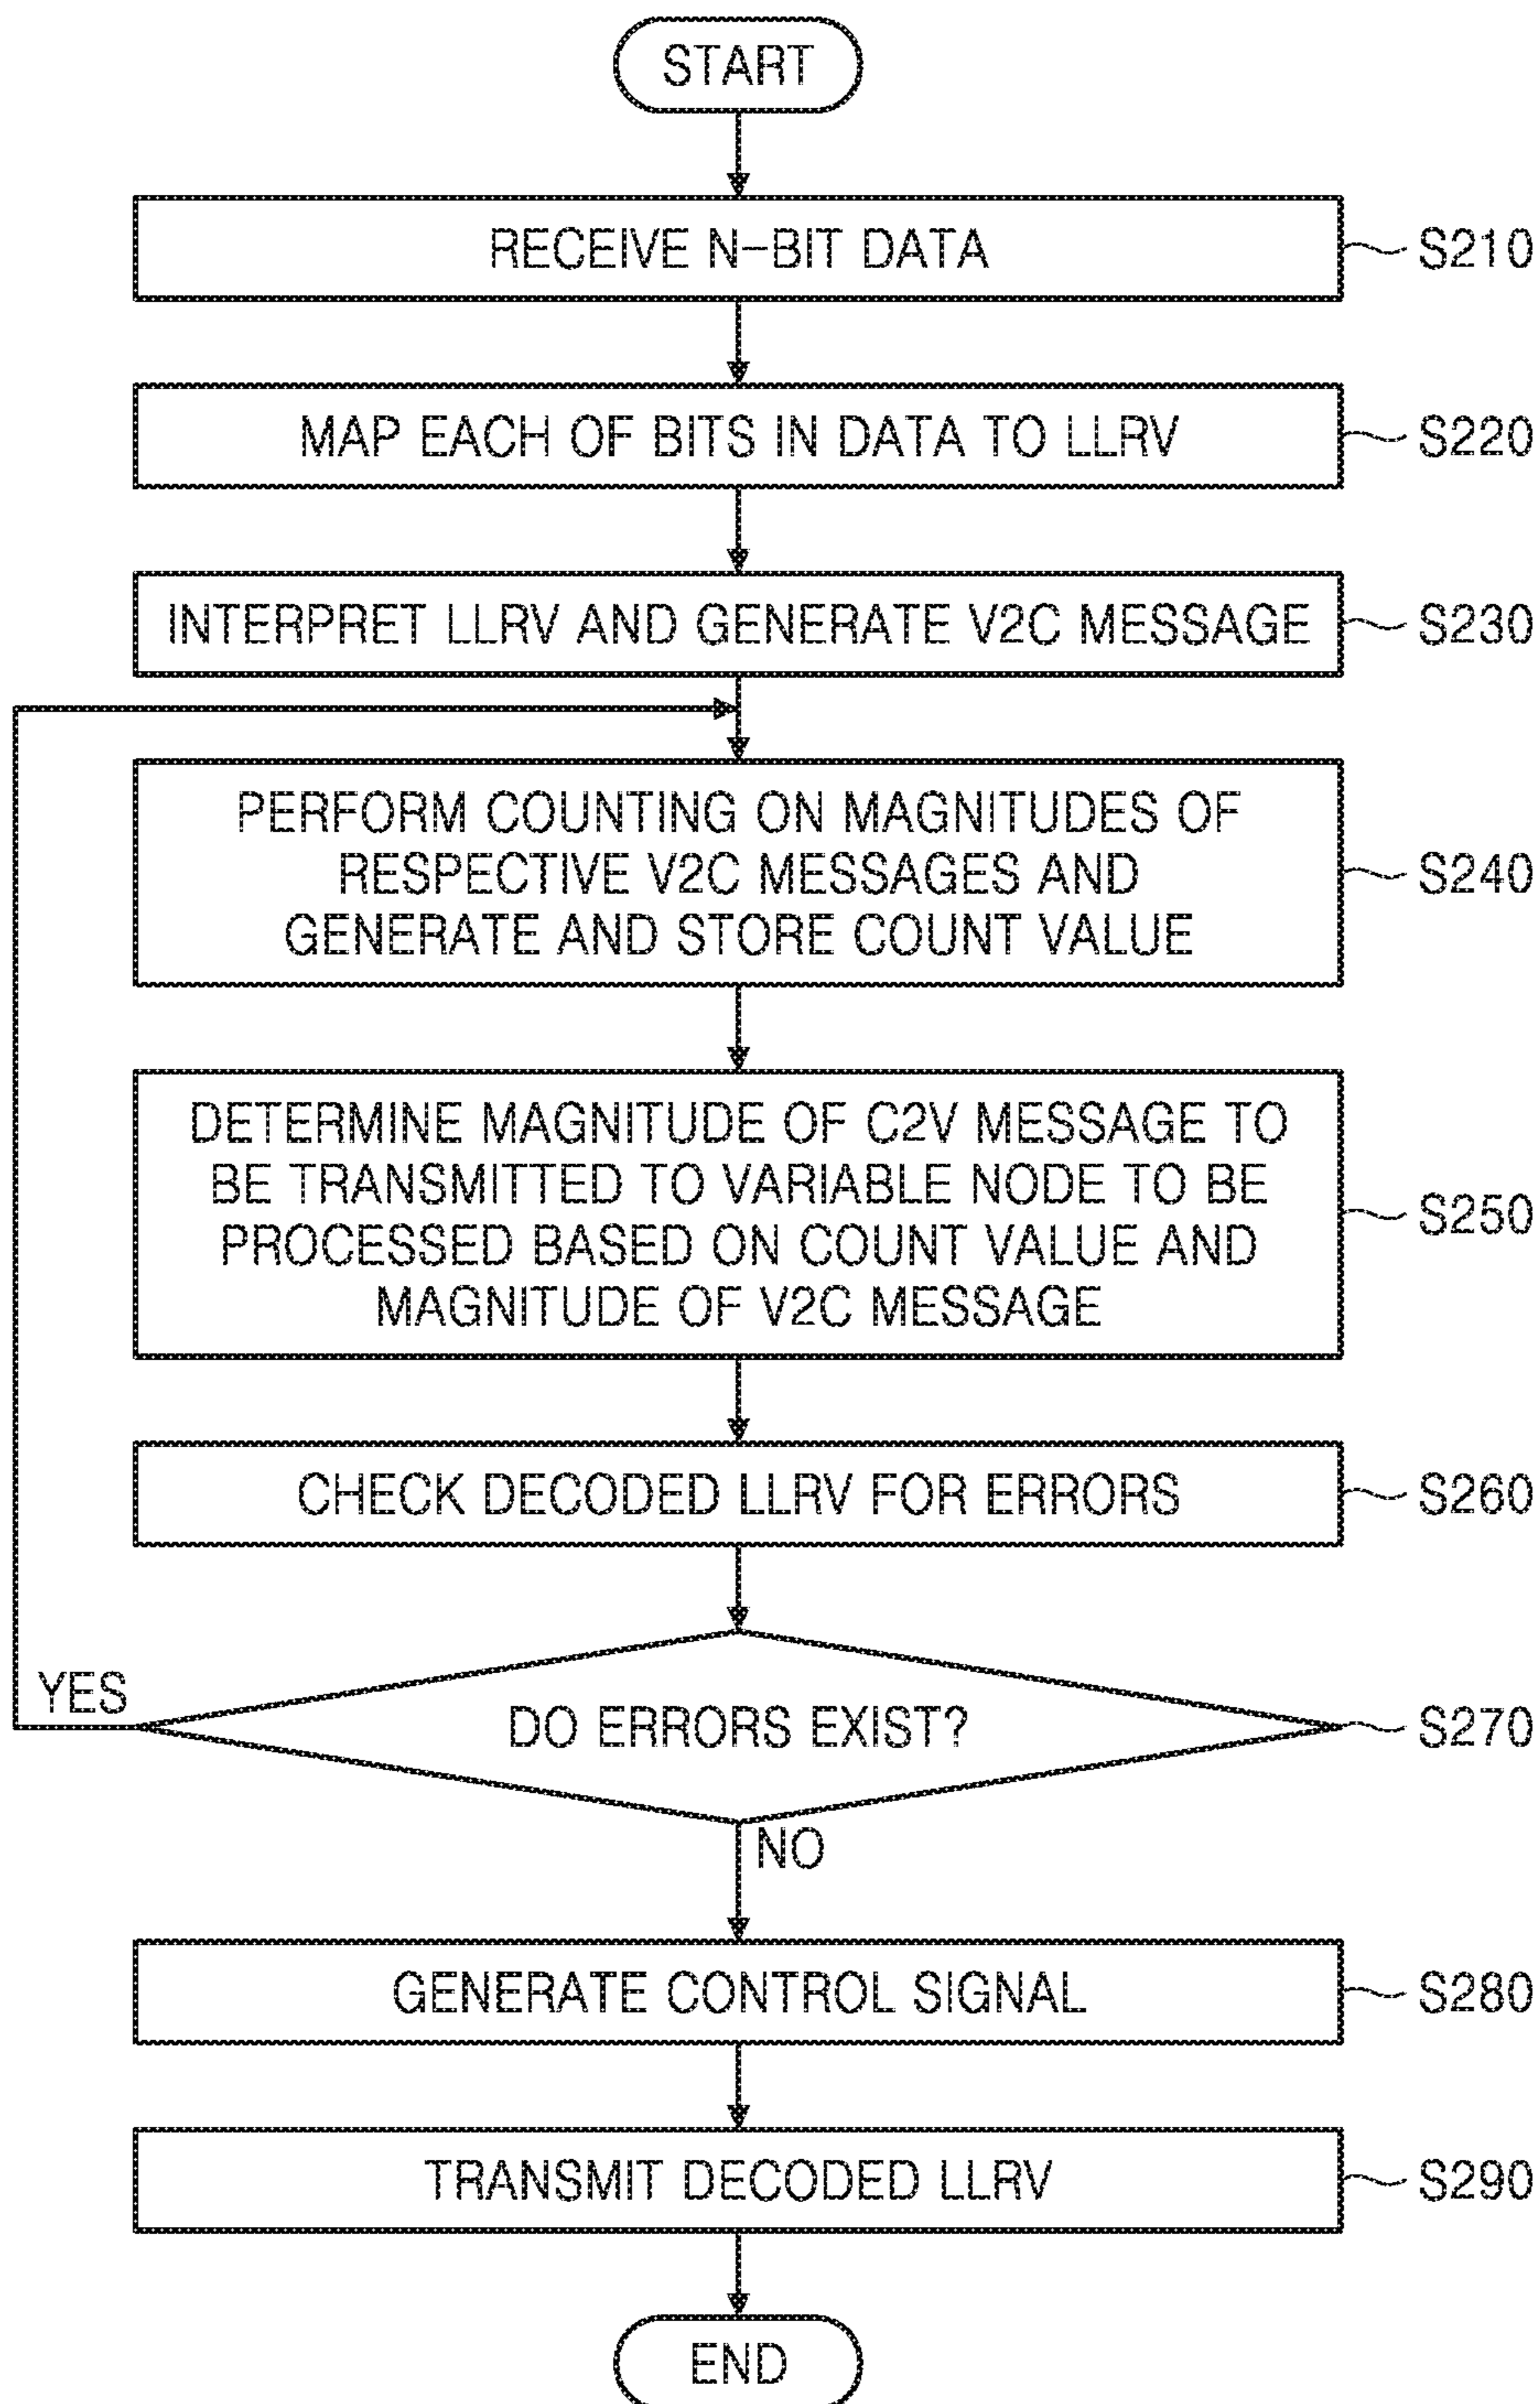 START
RECEIVE N-BIT DATA
S210
MAP EACH OF BITS IN DATA TO LLRV
S220
INTERPRET LLRV AND GENERATE V2C MESSAGE
S230
PERFORM COUNTING ON MAGNITUDES OF
RESPECTIVE V2C MESSAGES AND
GENERATE AND STORE COUNT VALUE
S240
DETERMINE MAGNITUDE OF C2V MESSAGE TO
BE TRANSMITTED TO VARIABLE NODE TO BE
PROCESSED BASED ON COUNT VALUE AND
MAGNITUDE OF V2C MESSAGE
S250
CHECK DECODED LLRV FOR ERRORS
S260
YES
DO ERRORS EXIST?
S270
NO
GENERATE CONTROL SIGNAL
S280
TRANSMIT DECODED LLRV
S290
END